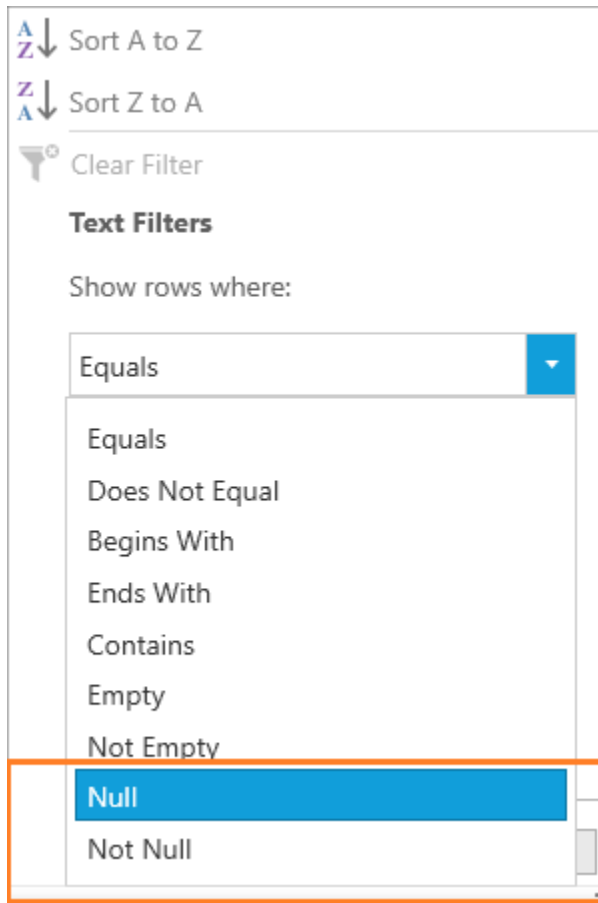 Sort A to Z
Sort Z to A
Clear Filter
Text Filters
Show rows where:
Equals
Equals
Does Not Equal
Begins With
Ends With
Contains
Empty
Not Empty
Null
Not Null